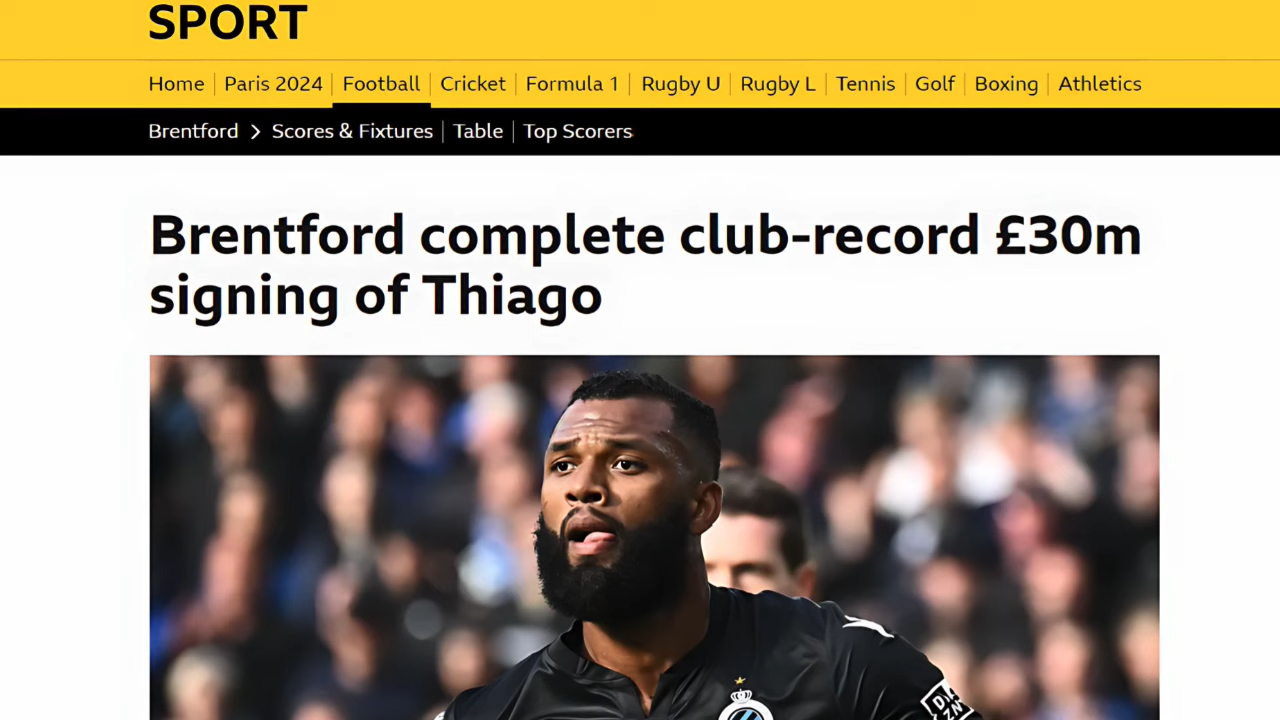 SPORT
Home Paris 2024 Football Cricket Formula 1 Rugby U Rugby L Tennis Golf Boxing Athletics
Brentford Scores & Fixtures Table Top Scorers
Brentford complete club-record £30m
signing of Thiago
DAZN